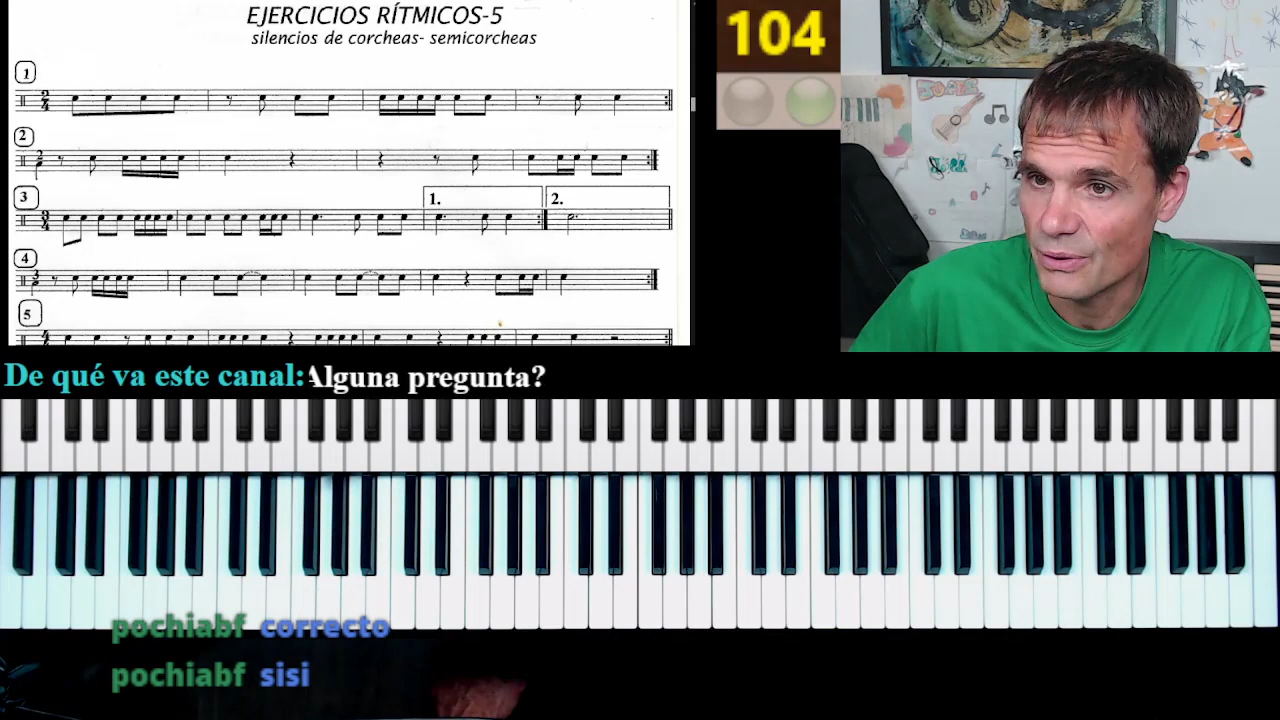 EJERCICIOS RÍTMICOS-5
silencios de corcheas- semicorcheas
104
1
2
3
1.
2.
4
5
De qué va este canal:
Alguna pregunta?
pochiabf correcto
pochiabf sisi